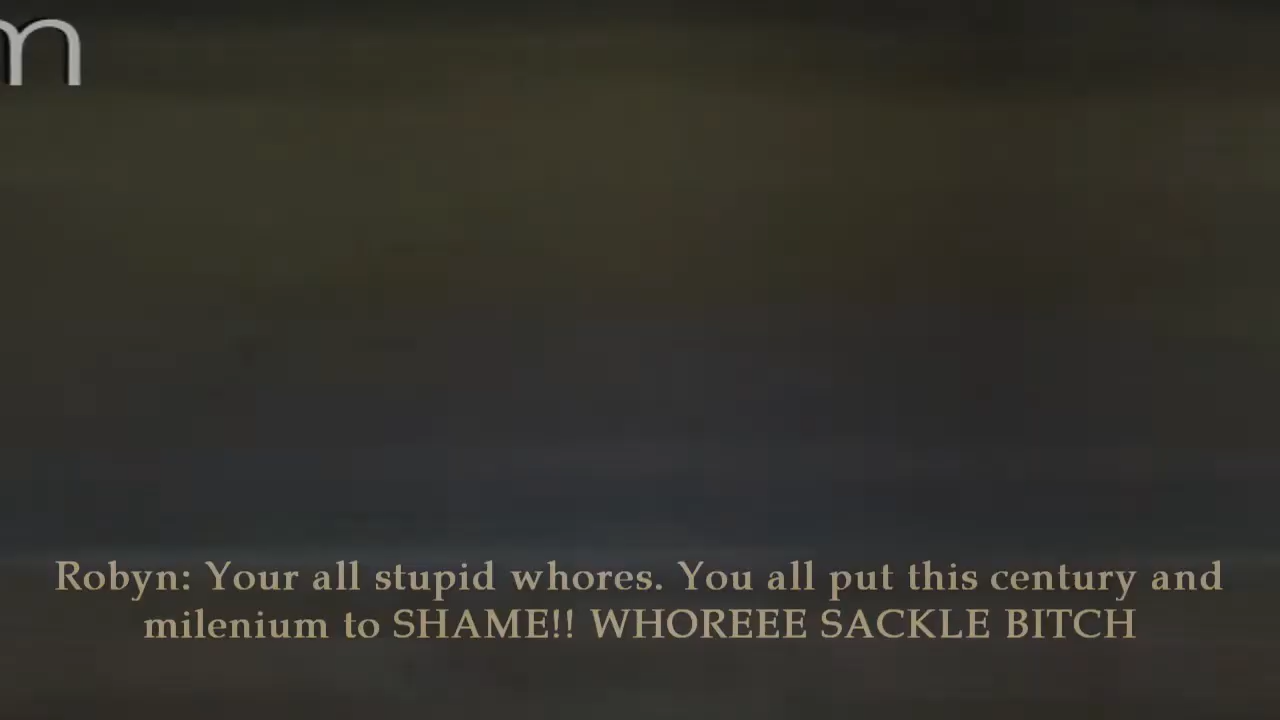 m
Robyn: Your all stupid whores. You all put this century and
milenium to SHAME!! WHOREEE SACKLE BITCH